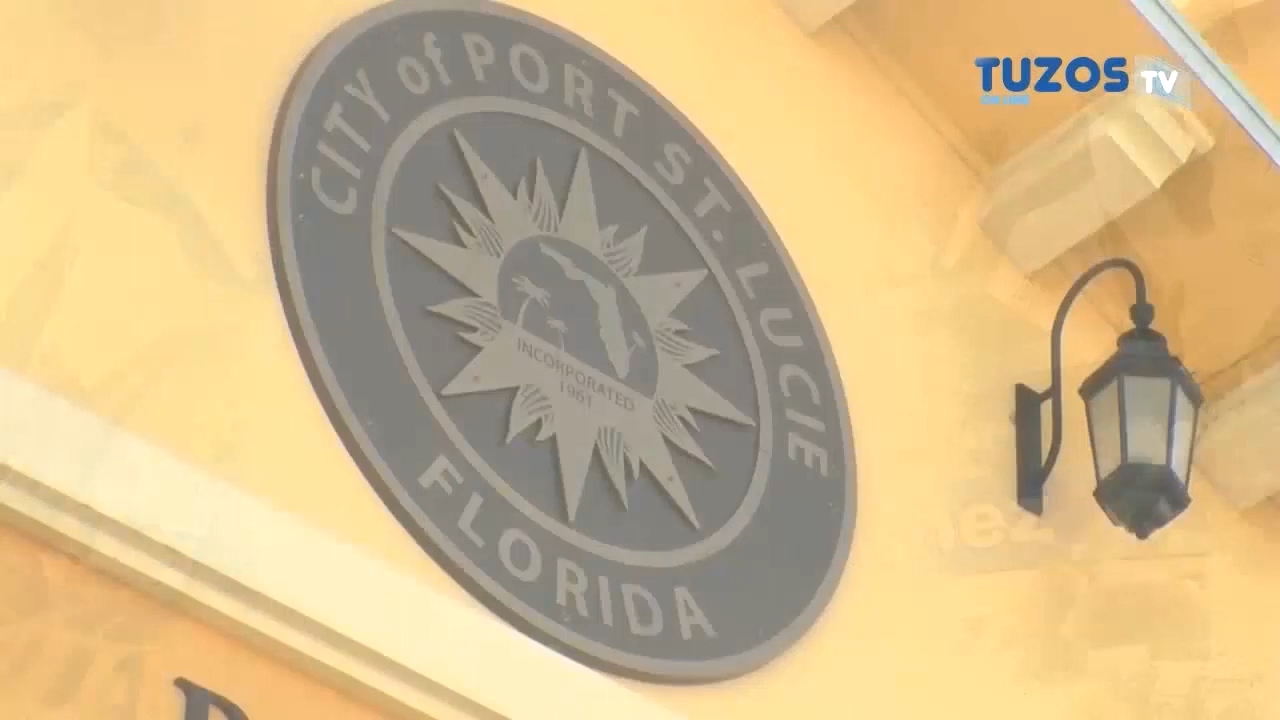 CITY of PORT ST. LUCIE
INCORPORATED
1961
FLORIDA
TUZOS TV